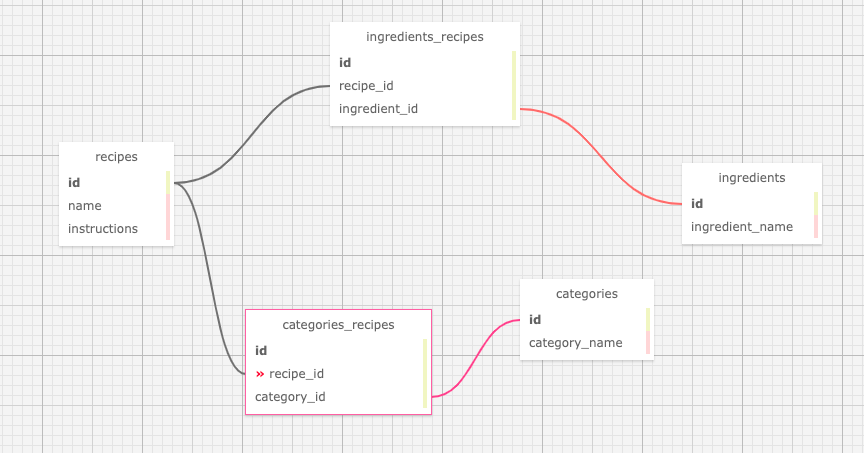 ingredients_recipes
id
recipe_id
ingredient_id
recipes
id
name
instructions
ingredients
id
ingredient_name
categories
id
category_name
categories_recipes
id
» recipe_id
category_id